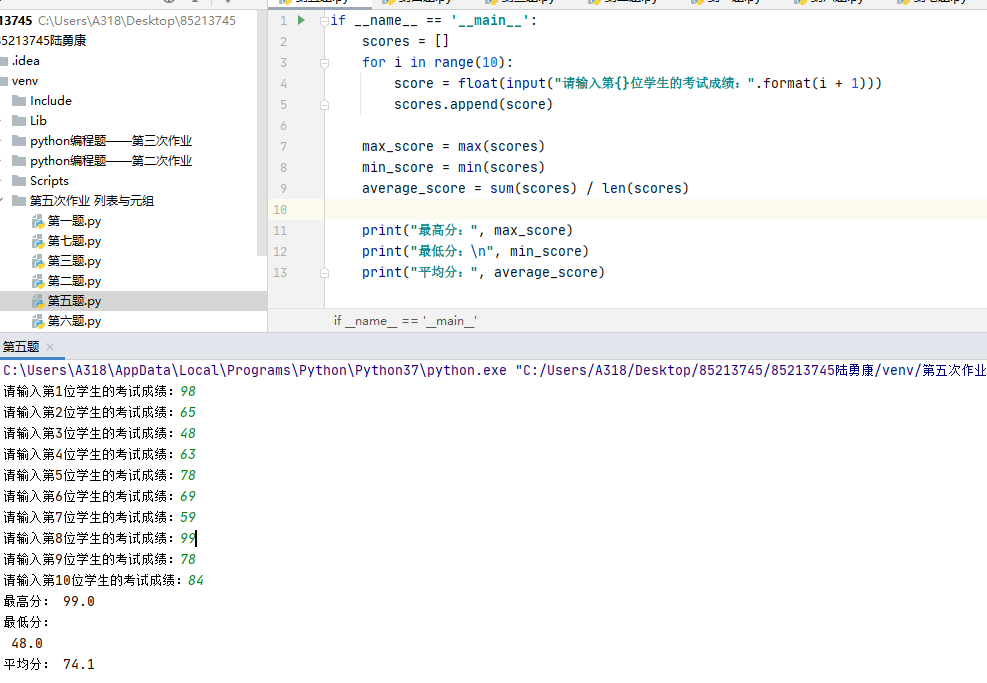 13745 C:\Users\A318\Desktop\85213745
85213745陆勇康
.idea
venv
Include
Lib
python编程题——第三次作业
python编程题——第二次作业
Scripts
第五次作业 列表与元组
第一题.py
第七题.py
第三题.py
第二题.py
第五题.py
第六题.py
1 if __name__ == '__main__':
2 scores = []
3 for i in range(10):
4 score = float(input("请输入第{}位学生的考试成绩：".format(i + 1)))
5 scores.append(score)
6
7 max_score = max(scores)
8 min_score = min(scores)
9 average_score = sum(scores) / len(scores)
10
11 print("最高分：", max_score)
12 print("最低分：\n", min_score)
13 print("平均分：", average_score)
if __name__ == '__main__'
第五题
C:\Users\A318\AppData\Local\Programs\Python\Python37\python.exe "C:/Users/A318/Desktop/85213745/85213745陆勇康/venv/第五次作业
请输入第1位学生的考试成绩：98
请输入第2位学生的考试成绩：65
请输入第3位学生的考试成绩：48
请输入第4位学生的考试成绩：63
请输入第5位学生的考试成绩：78
请输入第6位学生的考试成绩：69
请输入第7位学生的考试成绩：59
请输入第8位学生的考试成绩：99
请输入第9位学生的考试成绩：78
请输入第10位学生的考试成绩：84
最高分： 99.0
最低分：
48.0
平均分： 74.1